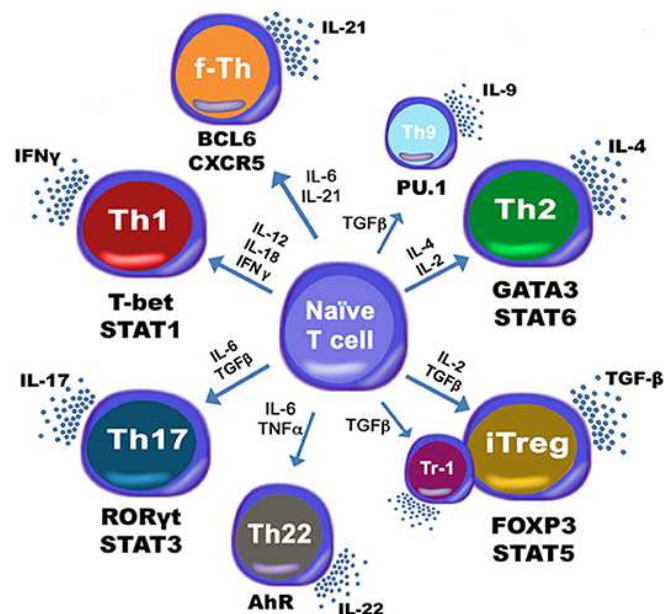 IL-21
f-Th
BCL6
CXCR5
IL-9
Th9
PU.1
IL-4
Th2
GATA3
STAT6
IFNγ
Th1
T-bet
STAT1
IL-6
IL-21
TGFβ
IL-12
IL-18
IFNγ
IL-4
IL-2
Naïve
T cell
IL-17
Th17
RORγt
STAT3
IL-6
TGFβ
IL-6
TNFα
TGFβ
IL-2
TGFβ
TGF-β
iTreg
Tr-1
FOXP3
STAT5
Th22
AhR
IL-22